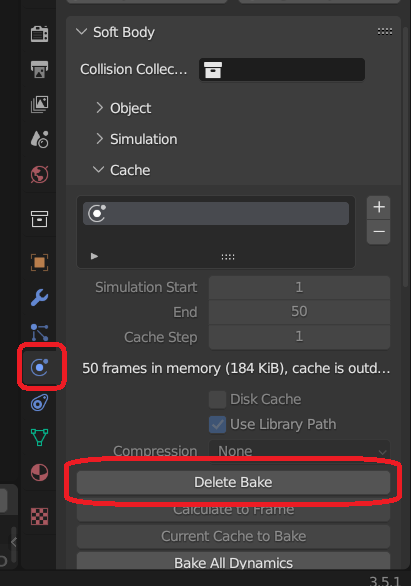 Soft Body
Collision Collec...
Object
Simulation
Cache
Simulation Start 1
End 50
Cache Step 1
50 frames in memory (184 KiB), cache is outd...
Disk Cache
Use Library Path
Compression None
Delete Bake
Calculate to Frame
Current Cache to Bake
Bake All Dynamics
3.5.1